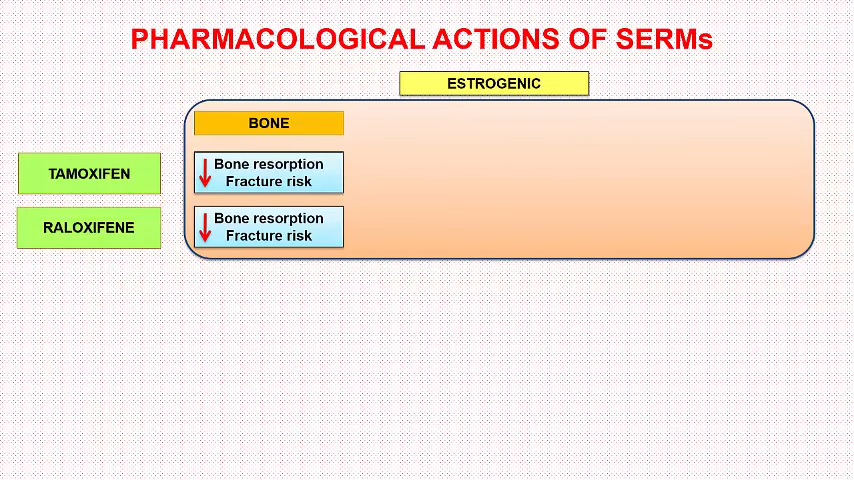 PHARMACOLOGICAL ACTIONS OF SERMs
ESTROGENIC
BONE
TAMOXIFEN
Bone resorption
Fracture risk
RALOXIFENE
Bone resorption
Fracture risk